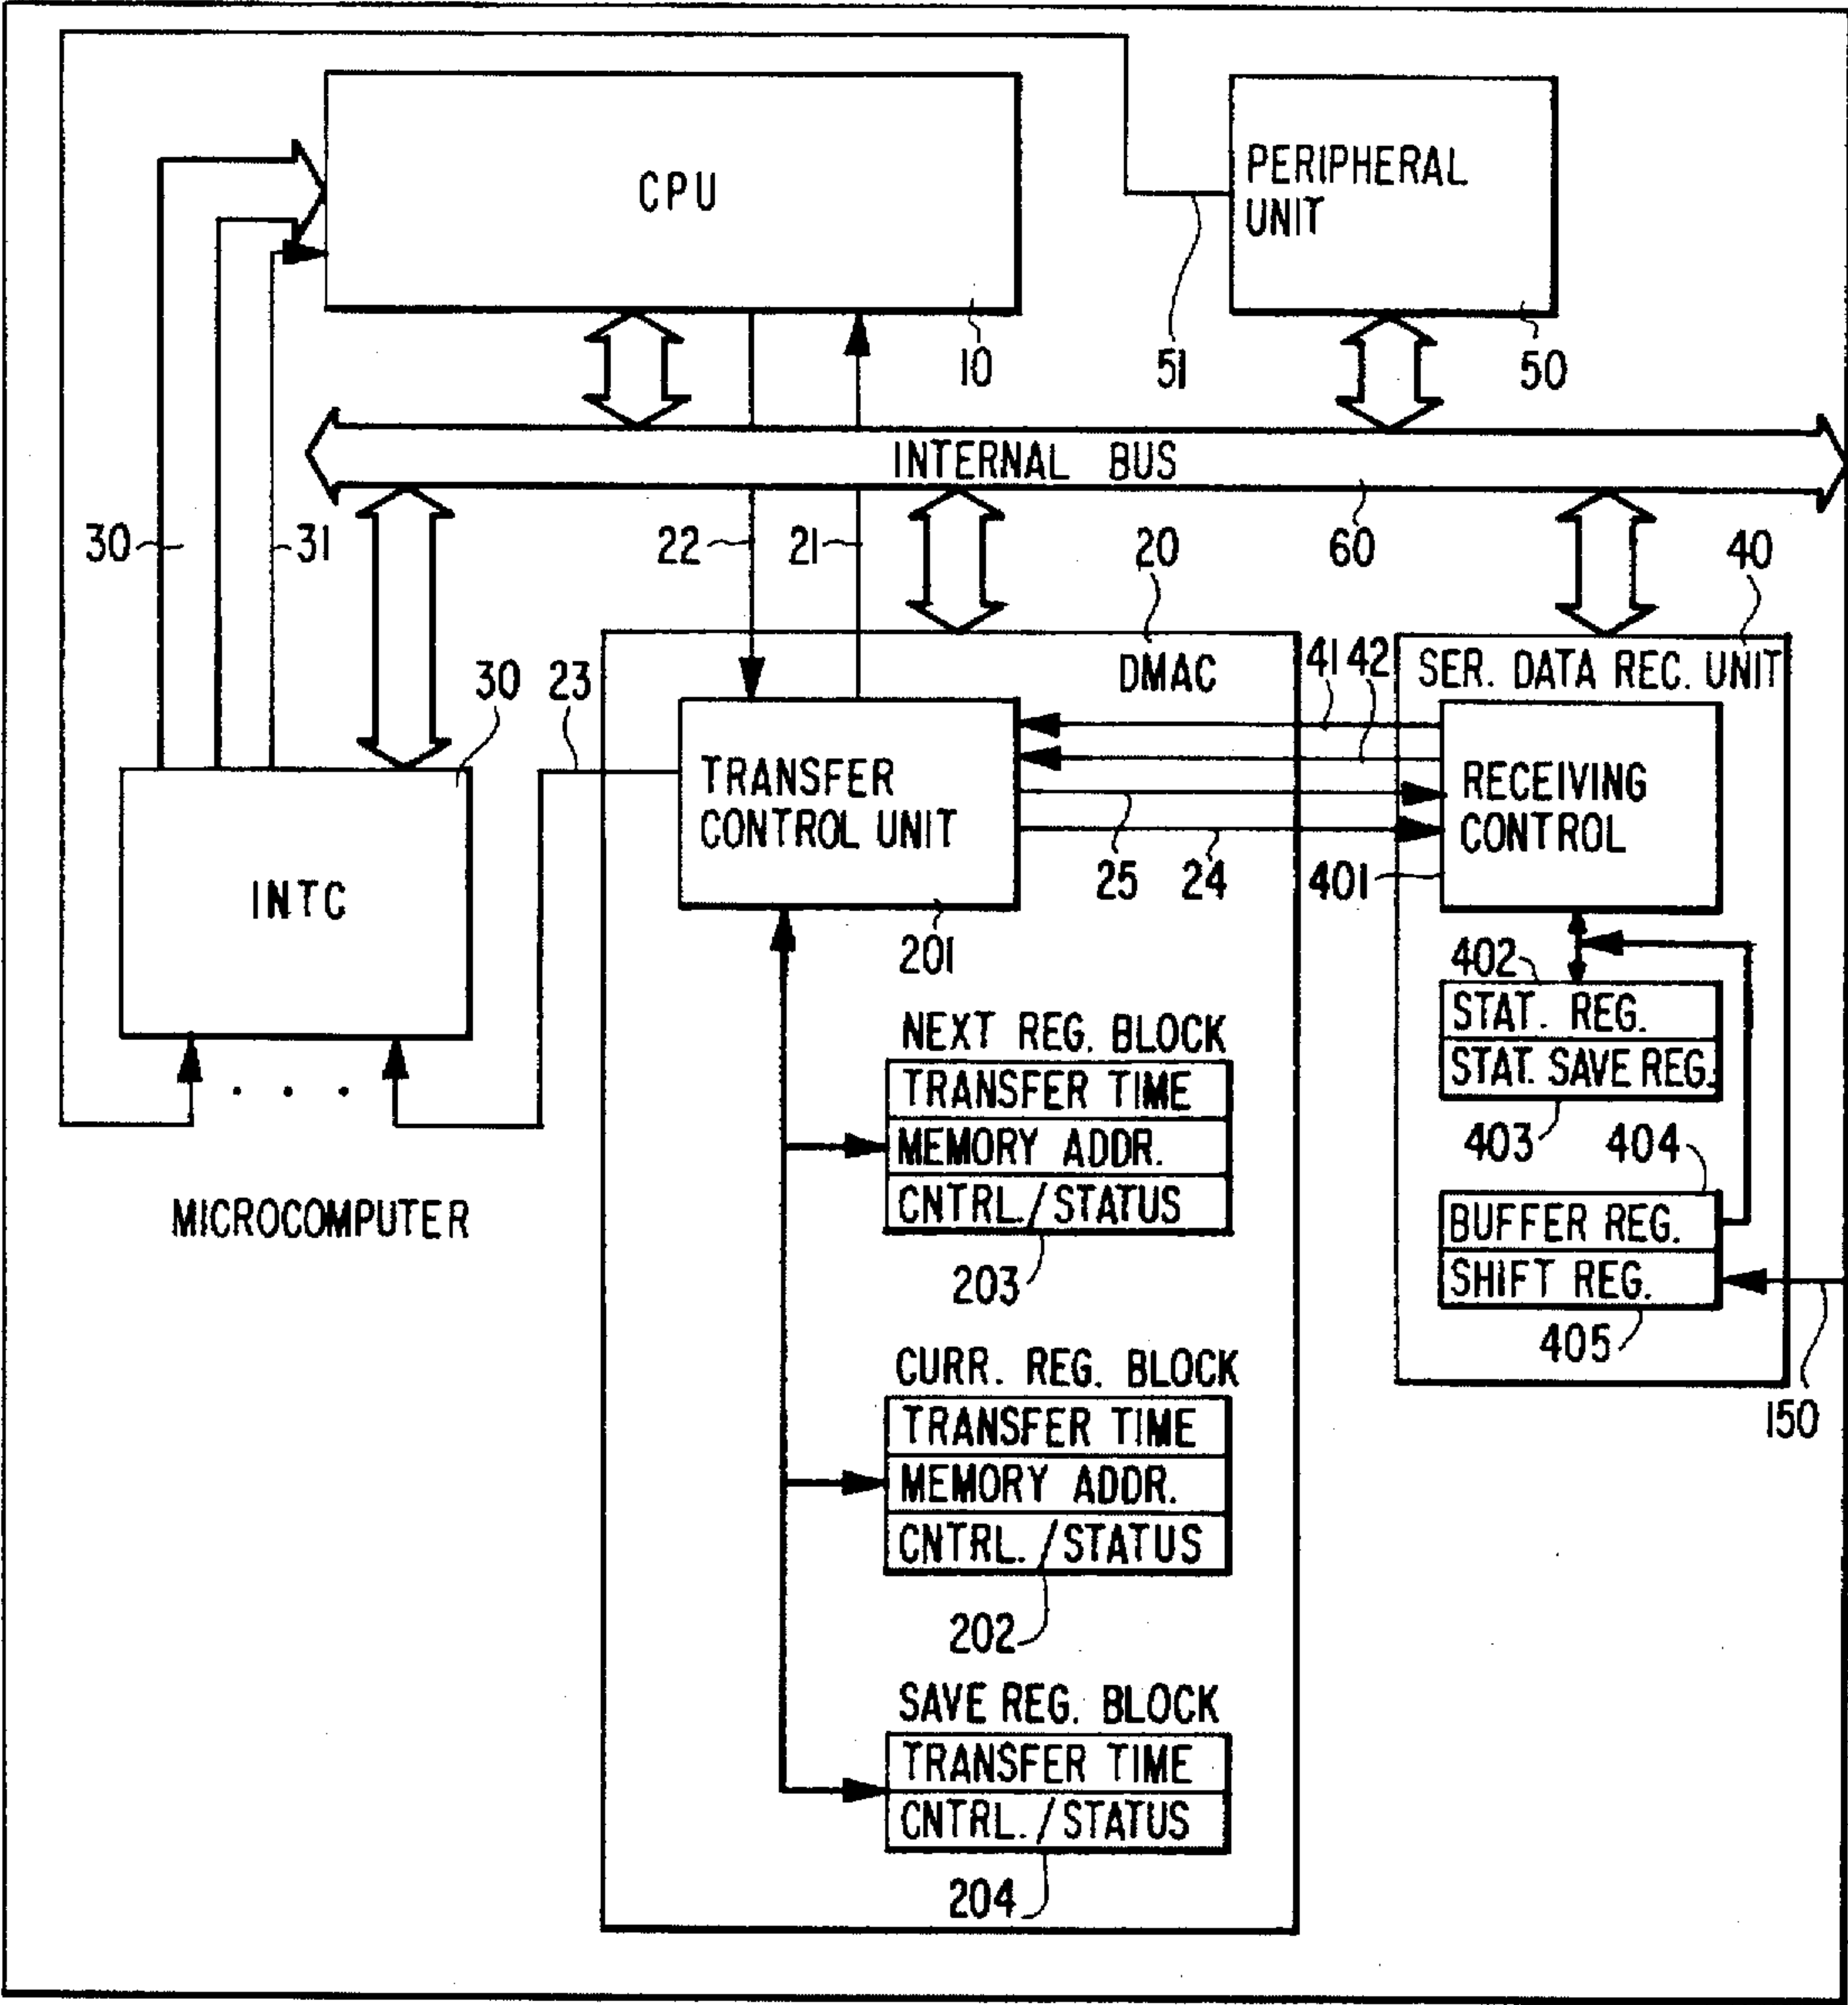 CPU
PERIPHERAL
UNIT
10
51
50
INTERNAL BUS
30
31
22
21
20
60
40
30
23
DMAC
41
42
SER. DATA REC. UNIT
TRANSFER
CONTROL UNIT
RECEIVING
CONTROL
25
24
401
INTC
201
402
STAT. REG.
STAT. SAVE REG.
403
404
NEXT REG. BLOCK
TRANSFER TIME
MEMORY ADDR.
CNTRL./STATUS
203
MICROCOMPUTER
BUFFER REG.
SHIFT REG.
405
150
CURR. REG. BLOCK
TRANSFER TIME
MEMORY ADDR.
CNTRL./STATUS
202
SAVE REG. BLOCK
TRANSFER TIME
CNTRL./STATUS
204